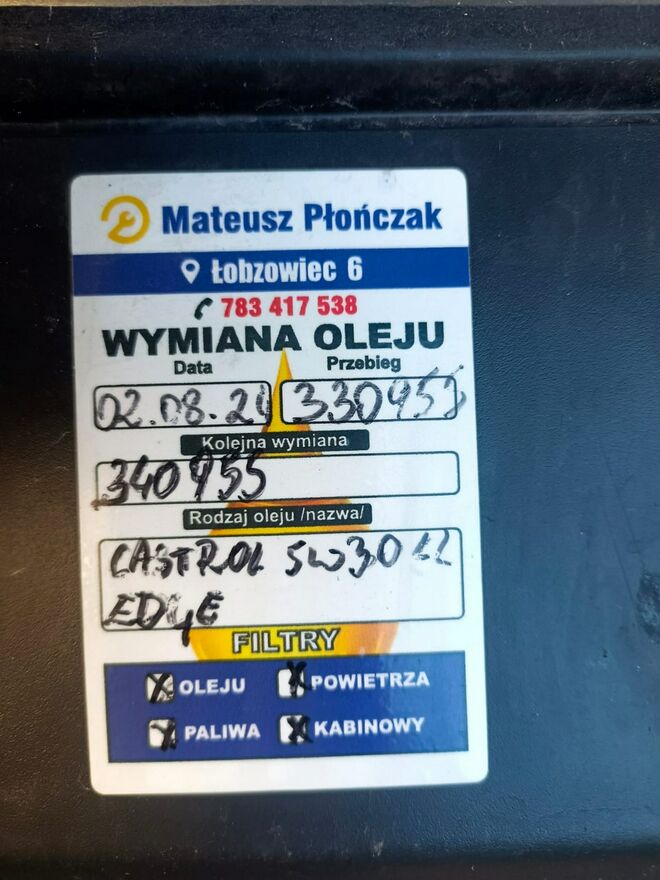 Mateusz Płończak
Łobzowiec 6
783 417 538
WYMIANA OLEJU
Data Przebieg
02.08.24 330955
Kolejna wymiana
340955
Rodzaj oleju /nazwa/
CASTROL 5W30 LL
EDGE
FILTRY
X OLEJU X POWIETRZA
X PALIWA X KABINOWY